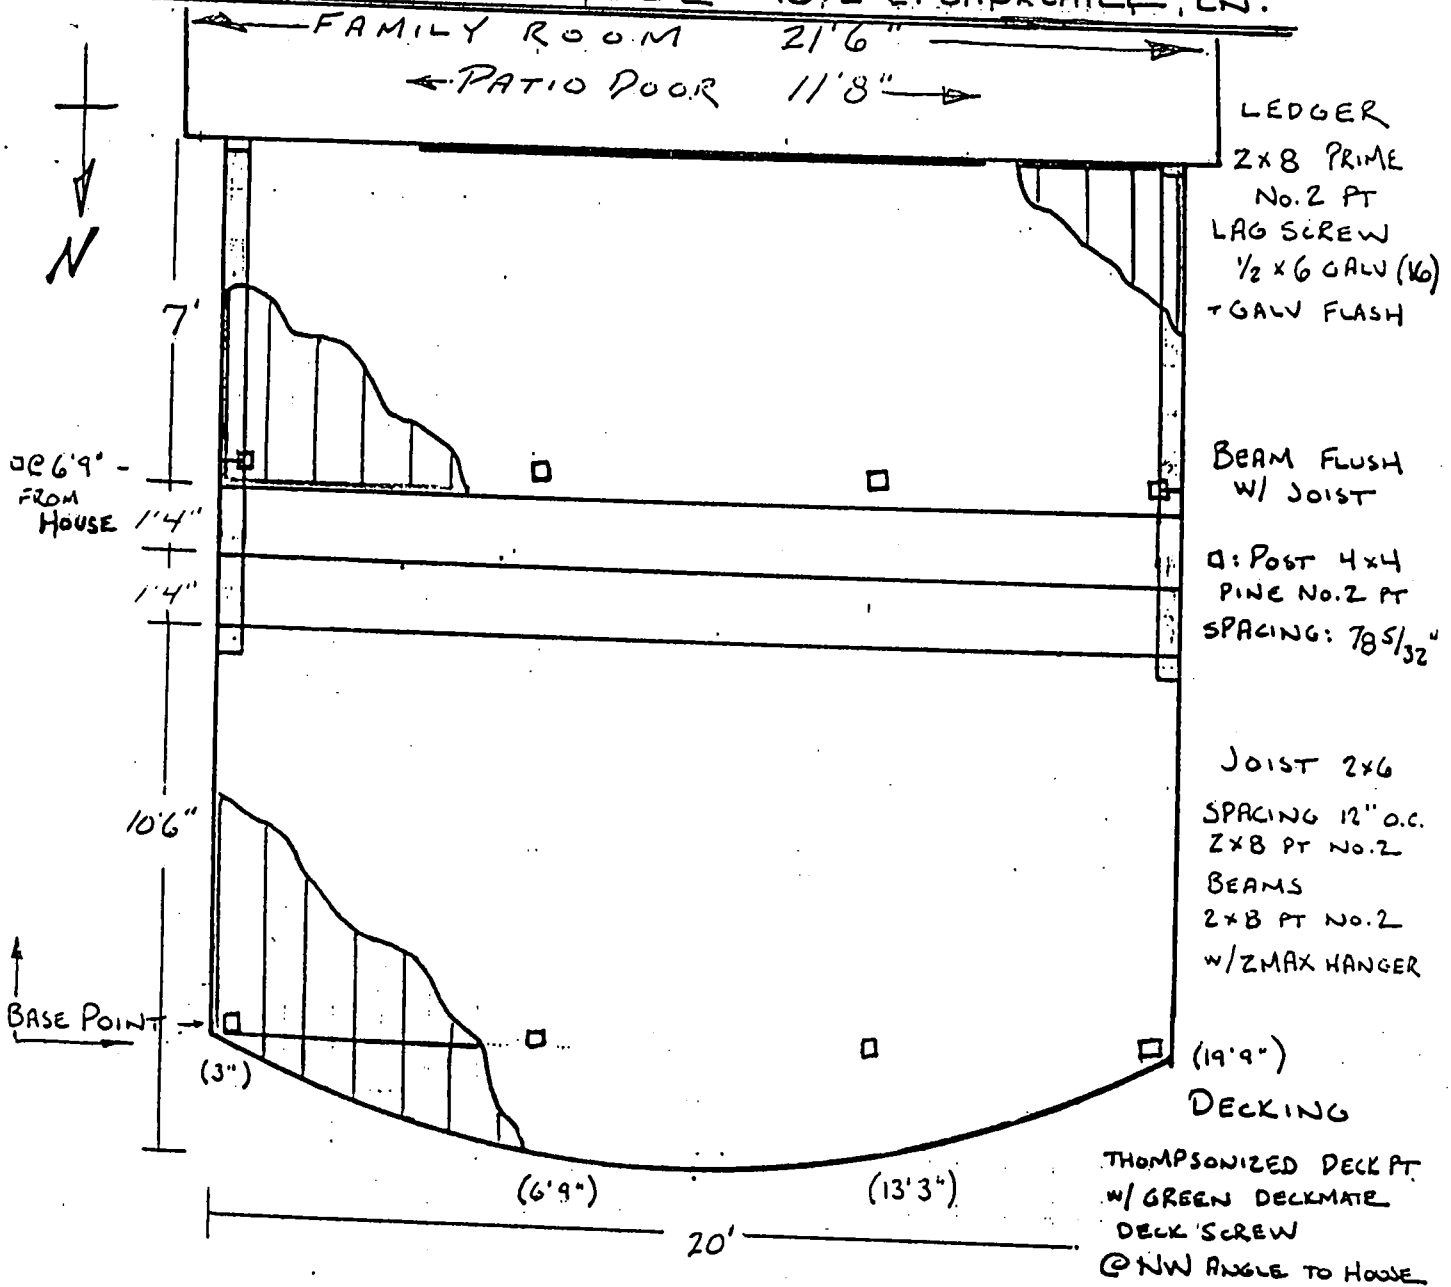 LN.
FAMILY ROOM 21'6"
PATIO DOOR 11'8"
N
LEDGER
2x8 PRIME
No.2 PT
LAG SCREW
1/2 x 6 GALV (16)
+ GALV FLASH
7'
□@ 6'9"
FROM
HOUSE
1'4"
1'4"
BEAM FLUSH
W/ JOIST
□: POST 4x4
PINE No.2 PT
SPACING: 78 5/32"
10'6"
JOIST 2x6
SPACING 12" O.C.
2x8 PT No.2
BEAMS
2x8 PT No.2
W/ZMAX HANGER
BASE POINT
(3")
(19'9")
DECKING
(6'9")
(13'3")
THOMPSONIZED DECK PT
W/ GREEN DECKMATE
DECK SCREW
@ NW ANGLE TO HOUSE
20'